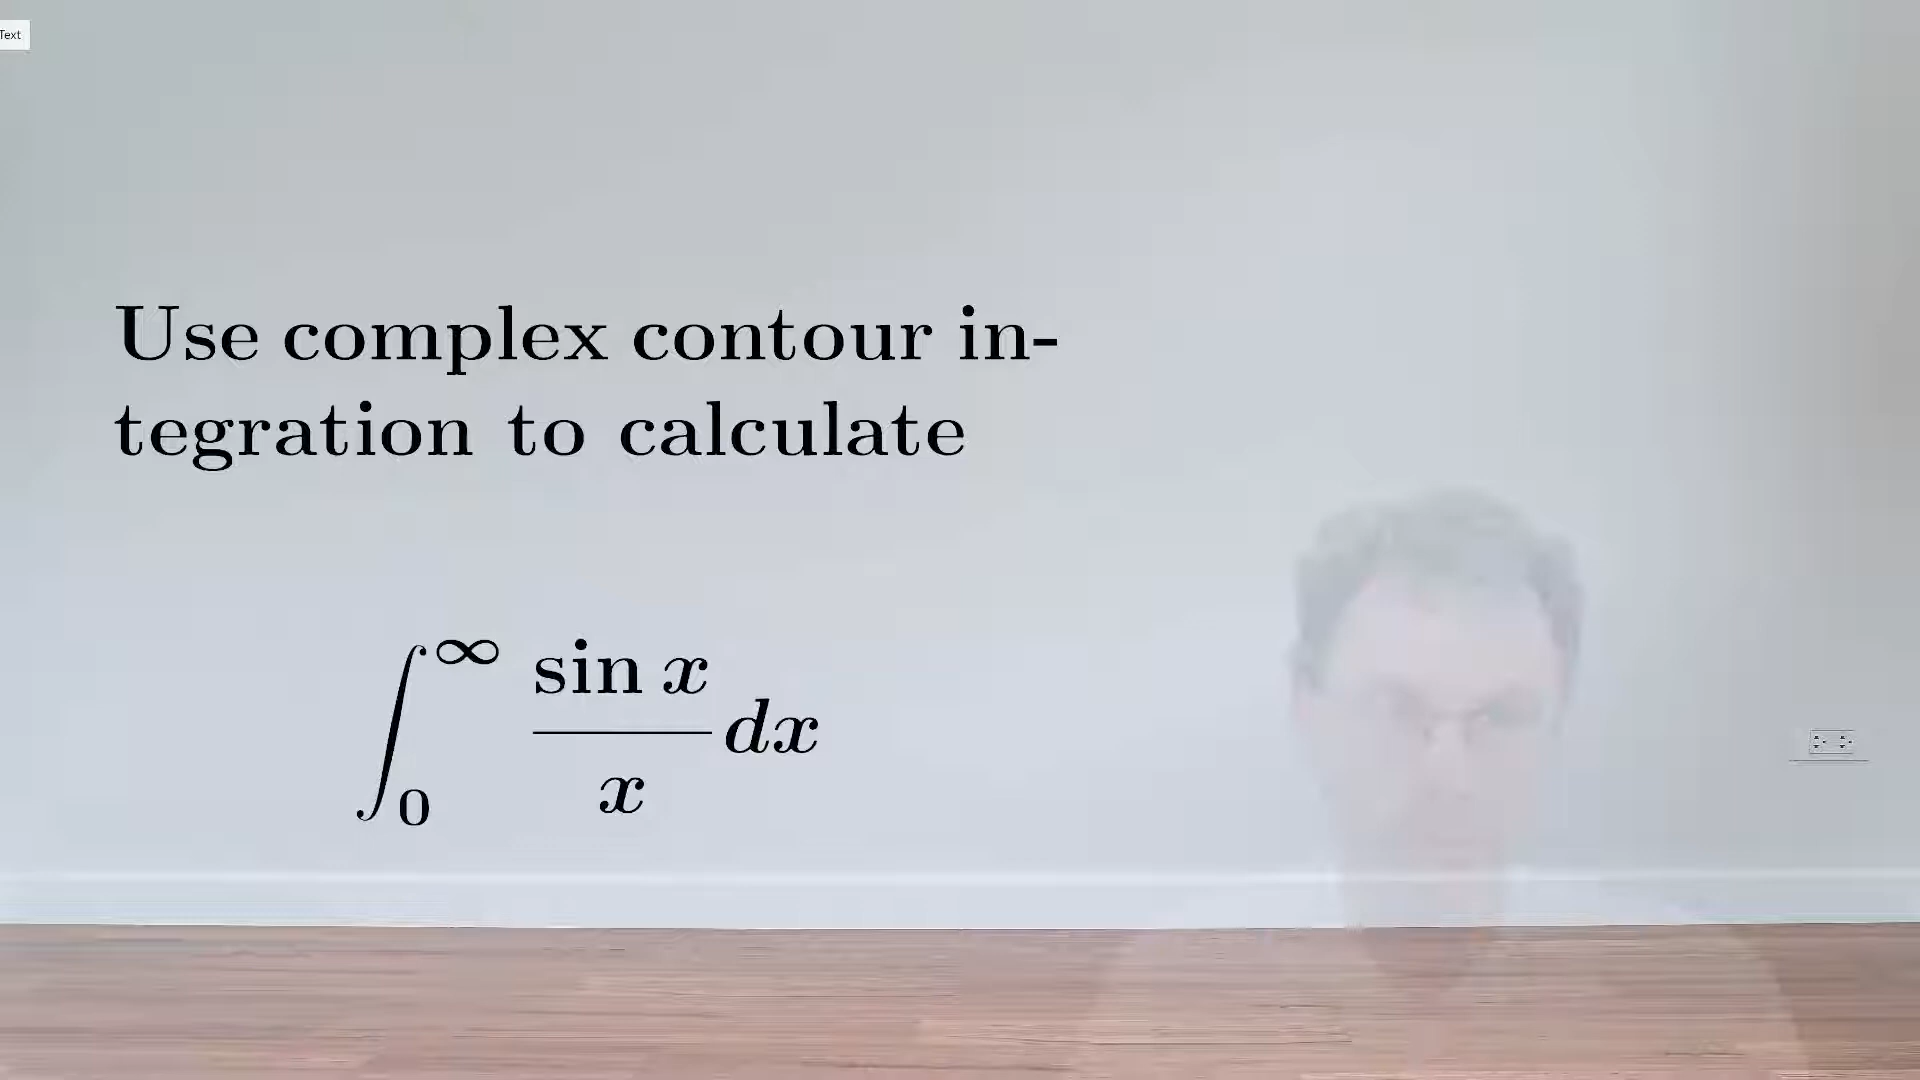 Text
Use complex contour in-
tegration to calculate
∫₀^∞ sin x / x dx